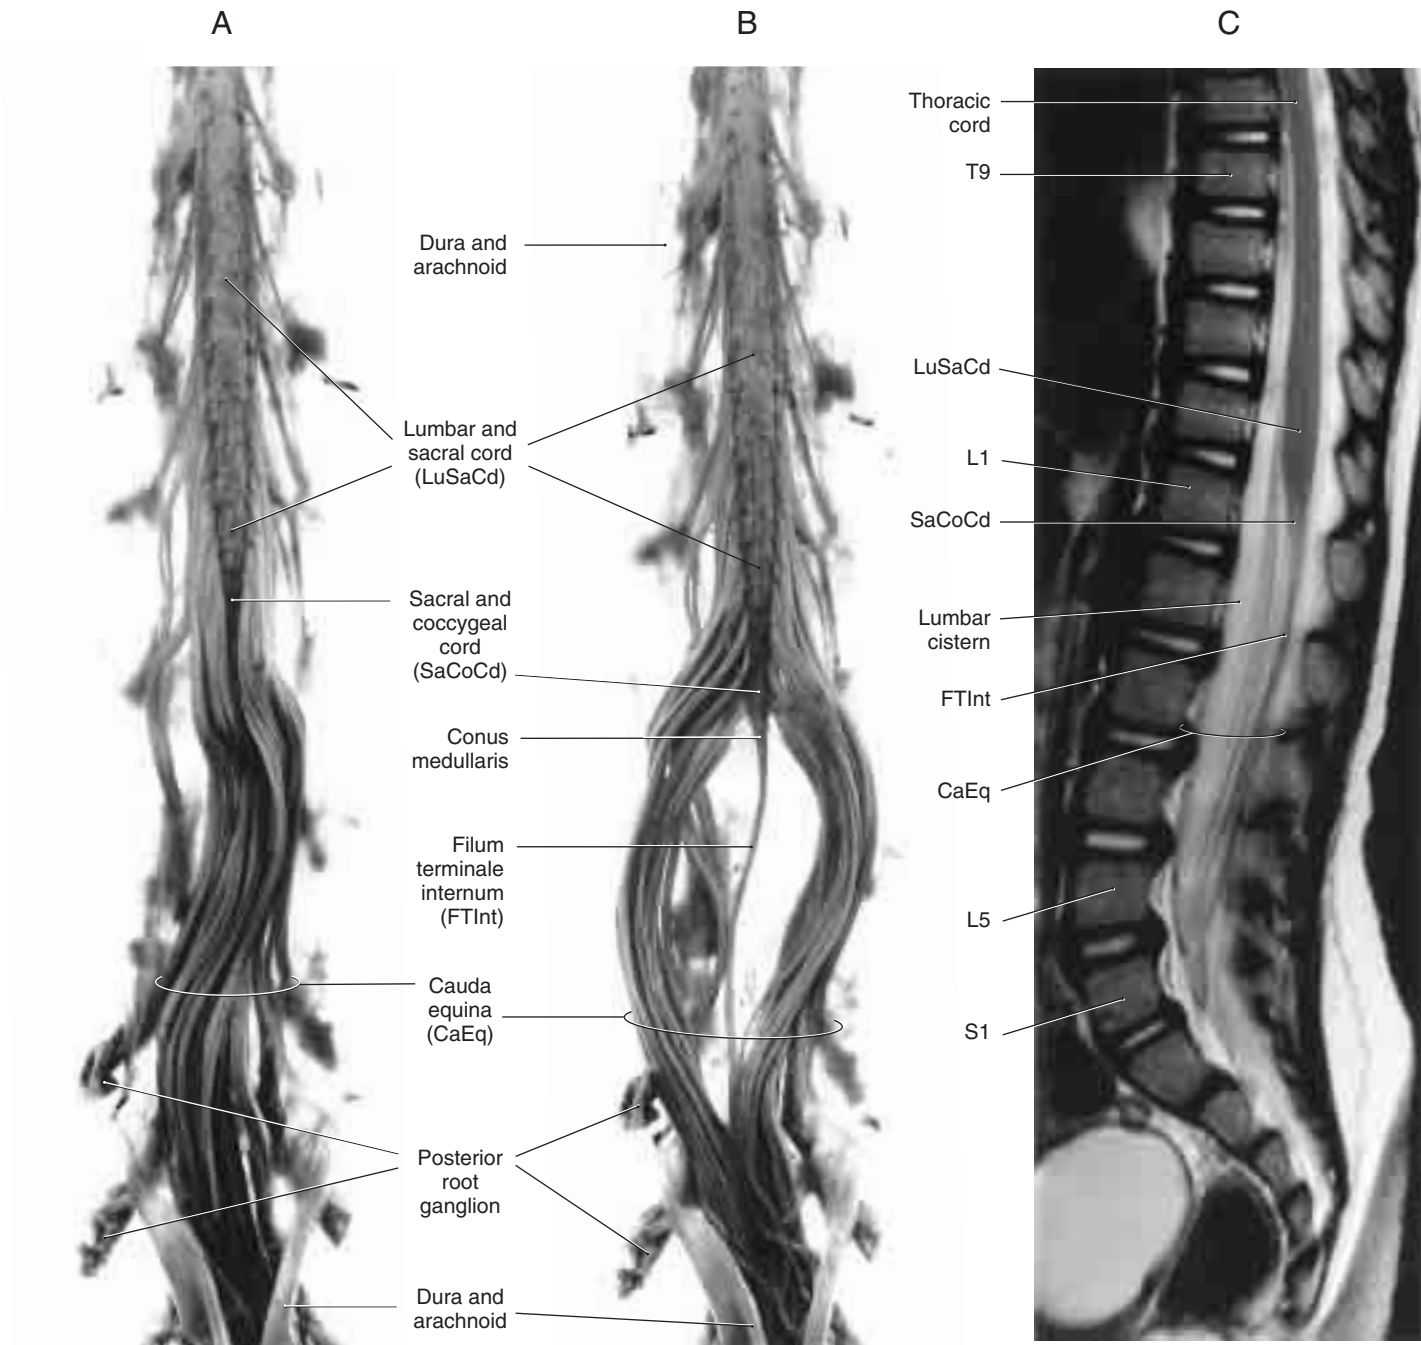 A
B
C
Dura and
arachnoid
Lumbar and
sacral cord
(LuSaCd)
Sacral and
coccygeal
cord
(SaCoCd)
Conus
medullaris
Filum
terminale
internum
(FTInt)
Cauda
equina
(CaEq)
Posterior
root
ganglion
Dura and
arachnoid
Thoracic
cord
T9
LuSaCd
L1
SaCoCd
Lumbar
cistern
FTInt
CaEq
L5
S1